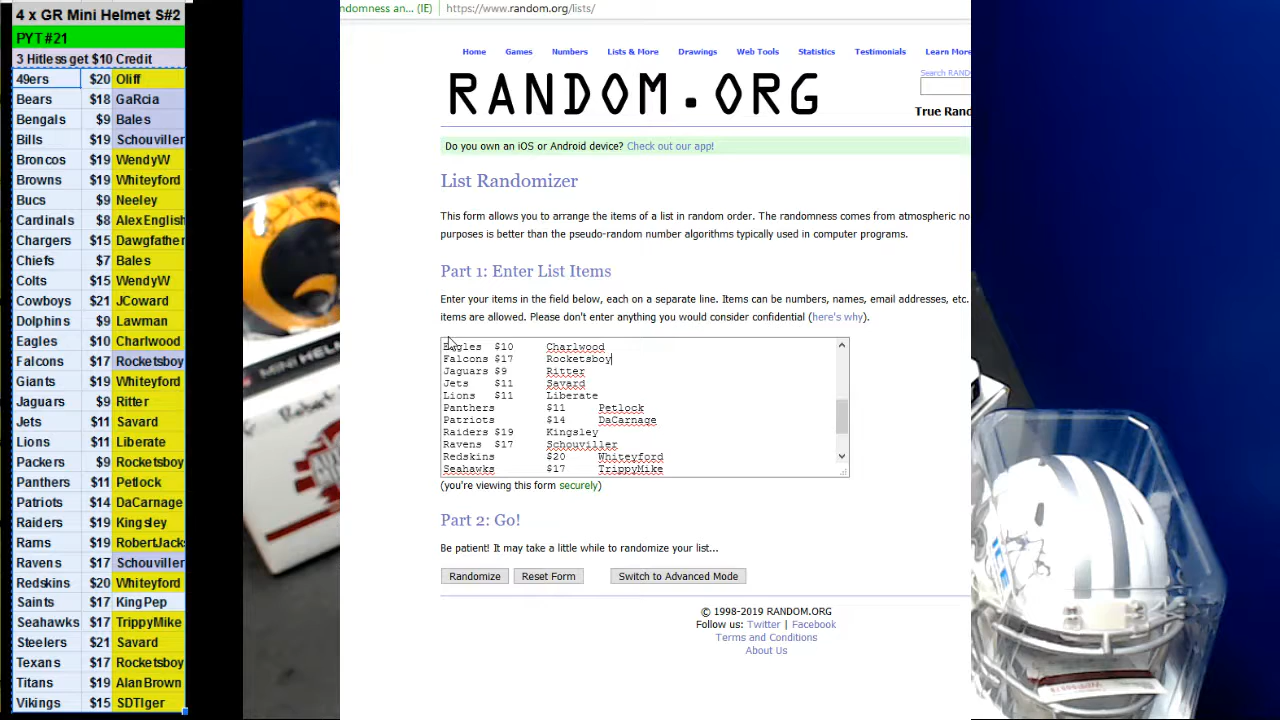 4 x GR Mini Helmet S#2
PYT #21
3 Hitless get $10 Credit
49ers $20 Oliff
Bears $18 GaRcia
Bengals $9 Bales
Bills $19 Schouviller
Broncos $19 WendyW
Browns $19 Whiteyford
Bucs $9 Neeley
Cardinals $8 AlexEnglish
Chargers $15 Dawgfather
Chiefs $7 Bales
Colts $15 WendyW
Cowboys $21 JCoward
Dolphins $9 Lawman
Eagles $10 Charlwood
Falcons $17 Rocketsboy
Giants $19 Whiteyford
Jaguars $9 Ritter
Jets $11 Savard
Lions $11 Liberate
Packers $9 Rocketsboy
Panthers $11 Petlock
Patriots $14 DaCarnage
Raiders $19 Kingsley
Rams $19 RobertJacks
Ravens $17 Schouviller
Redskins $20 Whiteyford
Saints $17 KingPep
Seahawks $17 TrippyMike
Steelers $21 Savard
Texans $17 Rocketsboy
Titans $19 AlanBrown
Vikings $15 SDTIger
MINI HELM
ndomness an... (IE) https://www.random.org/lists/
Home Games Numbers Lists & More Drawings Web Tools Statistics Testimonials Learn More
Search RAND
RANDOM.ORG
True Rando
Do you own an iOS or Android device? Check out our app!
List Randomizer
This form allows you to arrange the items of a list in random order. The randomness comes from atmospheric no
purposes is better than the pseudo-random number algorithms typically used in computer programs.
Part 1: Enter List Items
Enter your items in the field below, each on a separate line. Items can be numbers, names, email addresses, etc.
items are allowed. Please don't enter anything you would consider confidential (here's why).
Eagles $10 Charlwood
Falcons $17 Rocketsboy
Jaguars $9 Ritter
Jets $11 Savard
Lions $11 Liberate
Panthers $11 Petlock
Patriots $14 DaCarnage
Raiders $19 Kingsley
Ravens $17 Schouviller
Redskins $20 Whiteyford
Seahawks $17 TrippyMike
(you're viewing this form securely)
Part 2: Go!
Be patient! It may take a little while to randomize your list...
Randomize Reset Form Switch to Advanced Mode
© 1998-2019 RANDOM.ORG
Follow us: Twitter | Facebook
Terms and Conditions
About Us